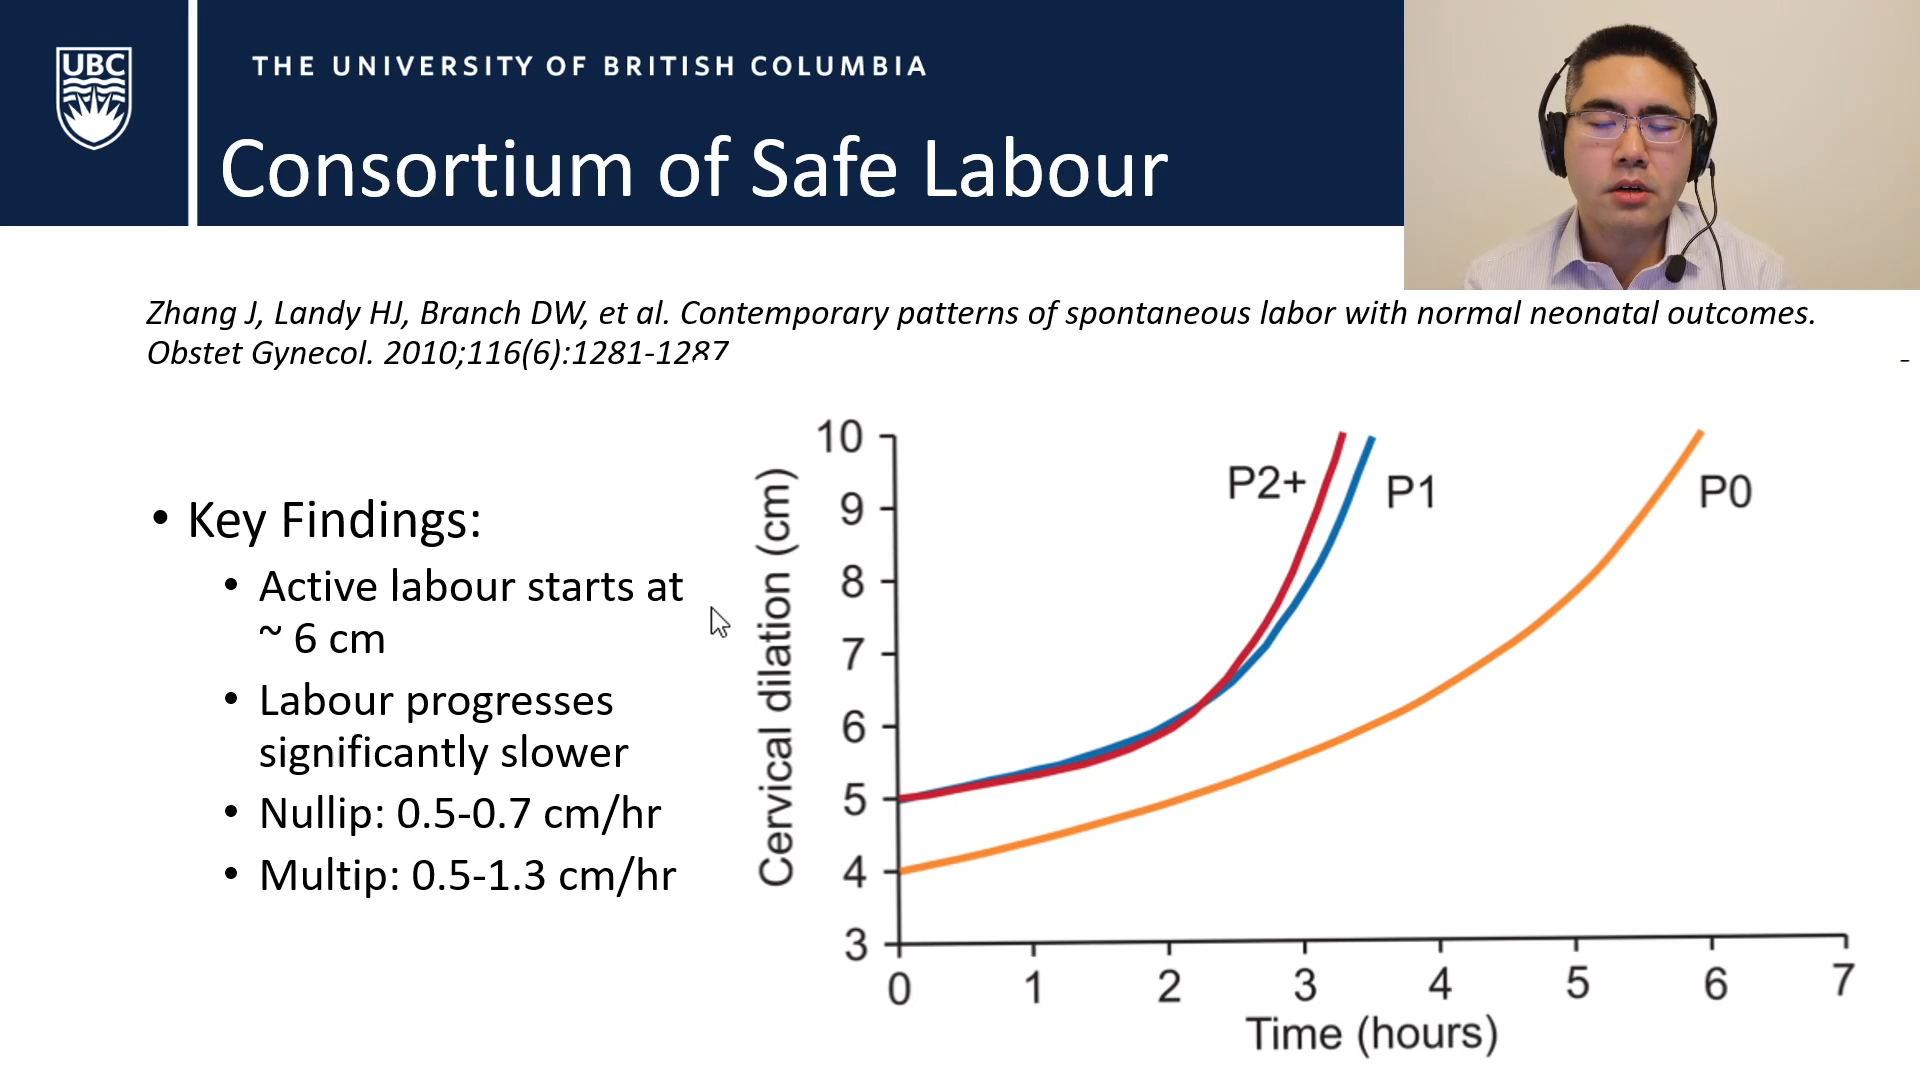 UBC
THE UNIVERSITY OF BRITISH COLUMBIA
Consortium of Safe Labour
Zhang J, Landy HJ, Branch DW, et al. Contemporary patterns of spontaneous labor with normal neonatal outcomes.
Obstet Gynecol. 2010;116(6):1281-1287
• Key Findings:
• Active labour starts at
~ 6 cm
• Labour progresses
significantly slower
• Nullip: 0.5-0.7 cm/hr
• Multip: 0.5-1.3 cm/hr
Cervical dilation (cm)
10
9
8
7
6
5
4
3
P2+
P1
P0
0 1 2 3 4 5 6 7
Time (hours)